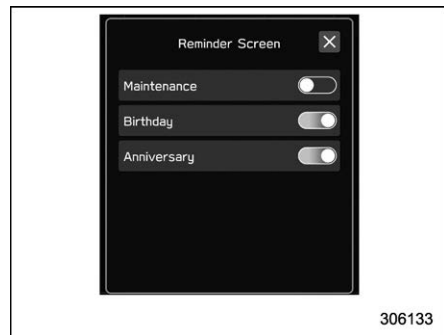 Reminder Screen
Maintenance
Birthday
Anniversary
306133